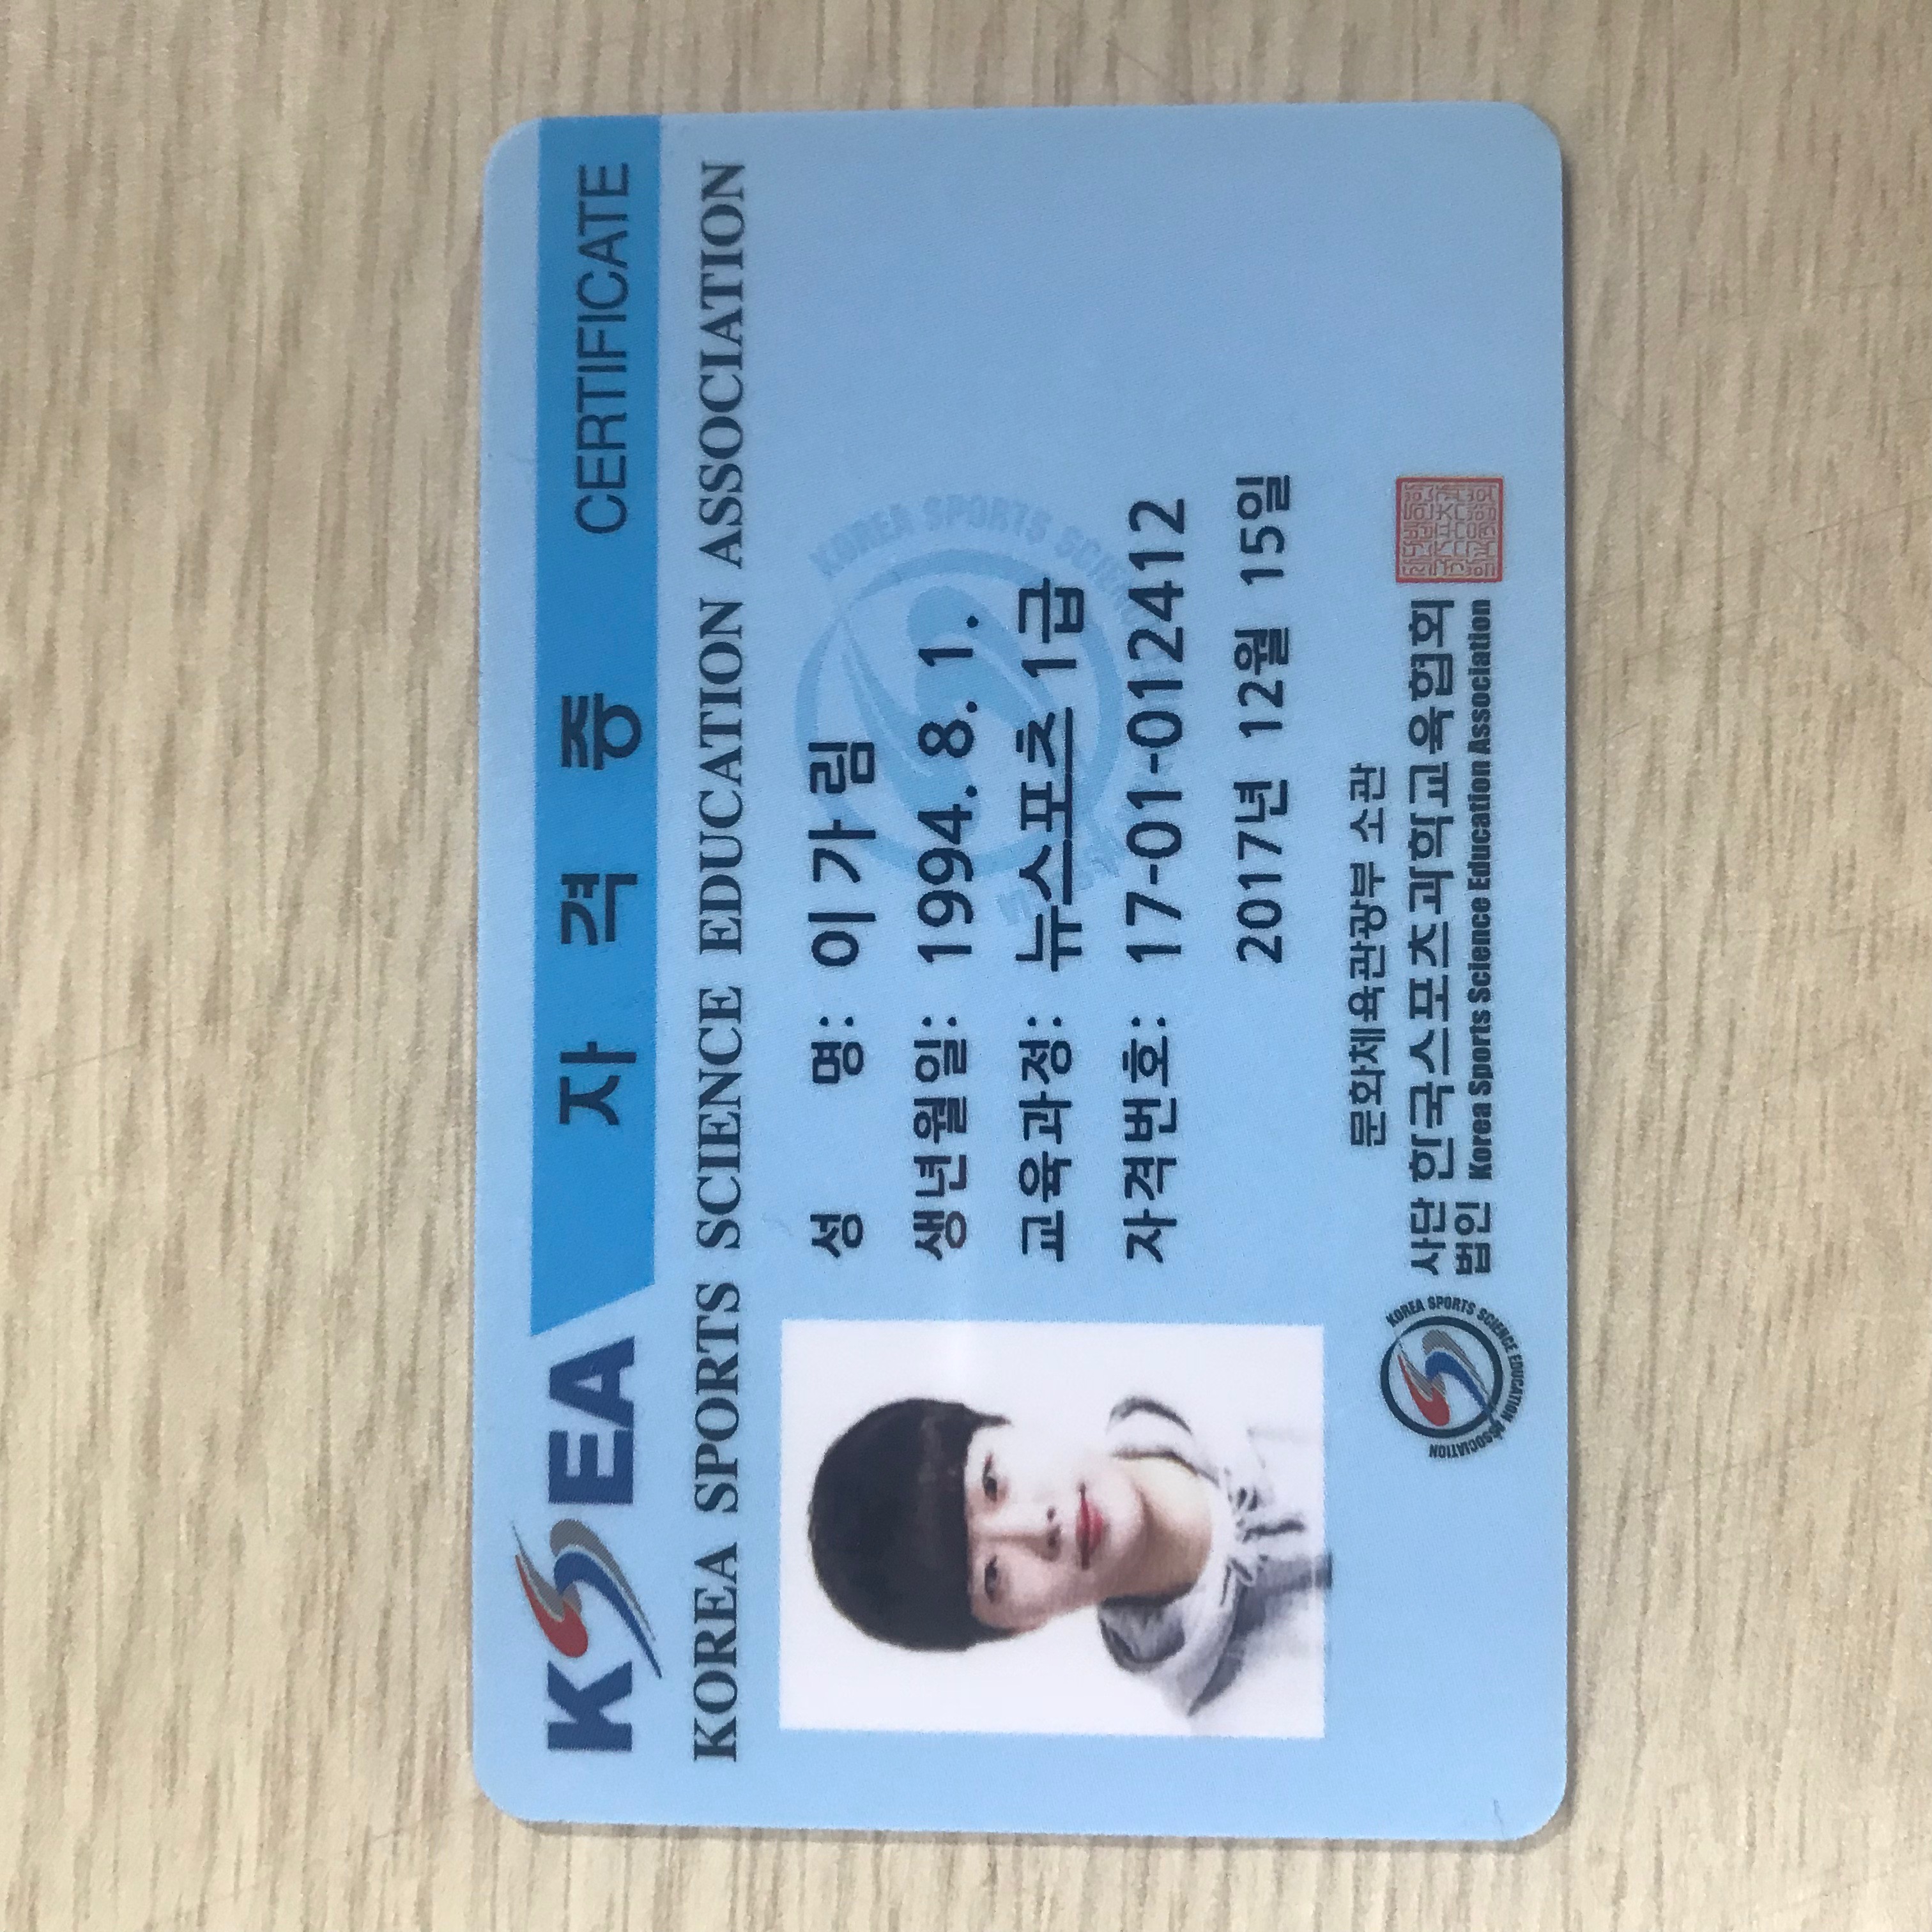 KSEA 자격증 CERTIFICATE
KOREA SPORTS SCIENCE EDUCATION ASSOCIATION
성 명: 이가림
생년월일: 1994. 8. 1.
교육과정: 뉴스포츠 1급
자격번호: 17-01-012412
2017년 12월 15일
문화체육관광부 소관
사단법인 한국스포츠과학교육협회
Korea Sports Science Education Association
KOREA SPORTS SCIENCE EDUCATION ASSOCIATION
KOREA SPORTS SCIENCE